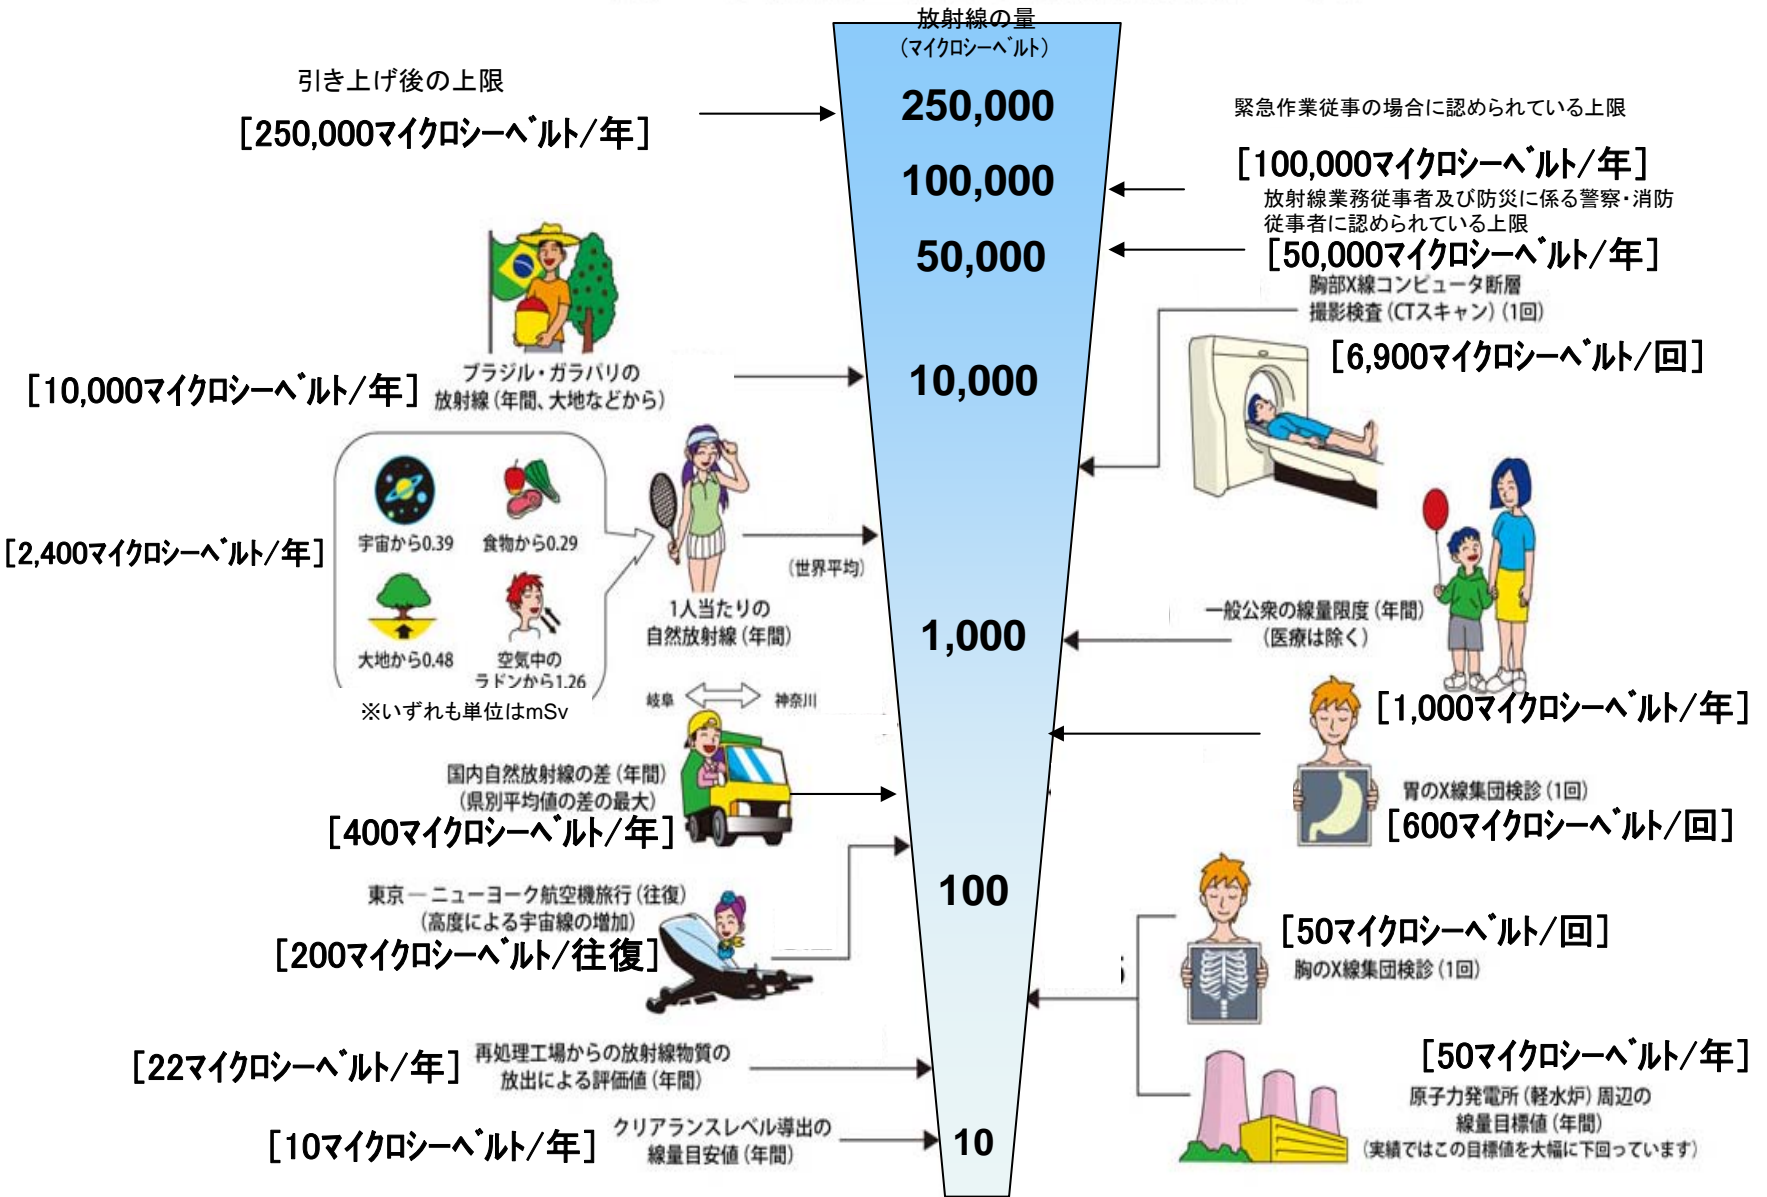 放射線の量
(マイクロシーベルト)
250,000
100,000
50,000
10,000
1,000
100
10
引き上げ後の上限
[250,000マイクロシーベルト/年]
ブラジル・ガラパリの
放射線(年間、大地などから)
[10,000マイクロシーベルト/年]
宇宙から0.39
食物から0.29
大地から0.48
空気中の
ラドンから1.26
※いずれも単位はmSv
[2,400マイクロシーベルト/年]
(世界平均)
1人当たりの
自然放射線(年間)
岐阜
神奈川
国内自然放射線の差(年間)
(県別平均値の差の最大)
[400マイクロシーベルト/年]
東京―ニューヨーク航空機旅行(往復)
(高度による宇宙線の増加)
[200マイクロシーベルト/往復]
[22マイクロシーベルト/年]
再処理工場からの放射線物質の
放出による評価値(年間)
[10マイクロシーベルト/年]
クリアランスレベル導出の
線量目安値(年間)
緊急作業従事の場合に認められている上限
[100,000マイクロシーベルト/年]
放射線業務従事者及び防災に係る警察・消防
従事者に認められている上限
[50,000マイクロシーベルト/年]
胸部X線コンピュータ断層
撮影検査(CTスキャン)(1回)
[6,900マイクロシーベルト/回]
一般公衆の線量限度(年間)
(医療は除く)
[1,000マイクロシーベルト/年]
胃のX線集団検診(1回)
[600マイクロシーベルト/回]
[50マイクロシーベルト/回]
胸のX線集団検診(1回)
[50マイクロシーベルト/年]
原子力発電所(軽水炉)周辺の
線量目標値(年間)
(実績ではこの目標値を大幅に下回っています)